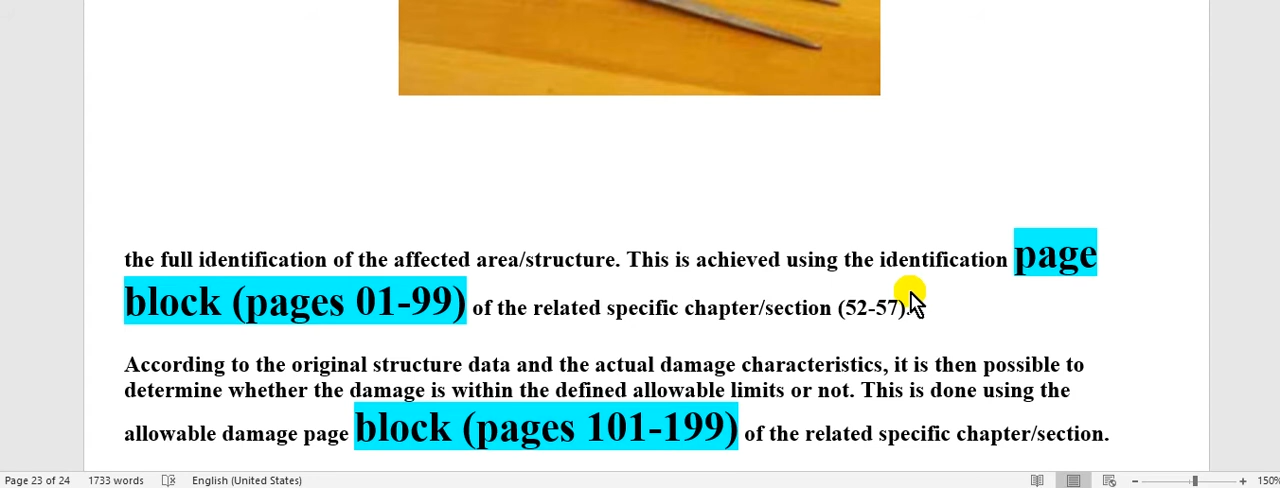 the full identification of the affected area/structure. This is achieved using the identification page
block (pages 01-99) of the related specific chapter/section (52-57).
According to the original structure data and the actual damage characteristics, it is then possible to
determine whether the damage is within the defined allowable limits or not. This is done using the
allowable damage page block (pages 101-199) of the related specific chapter/section.
Page 23 of 24 1733 words English (United States) 150%